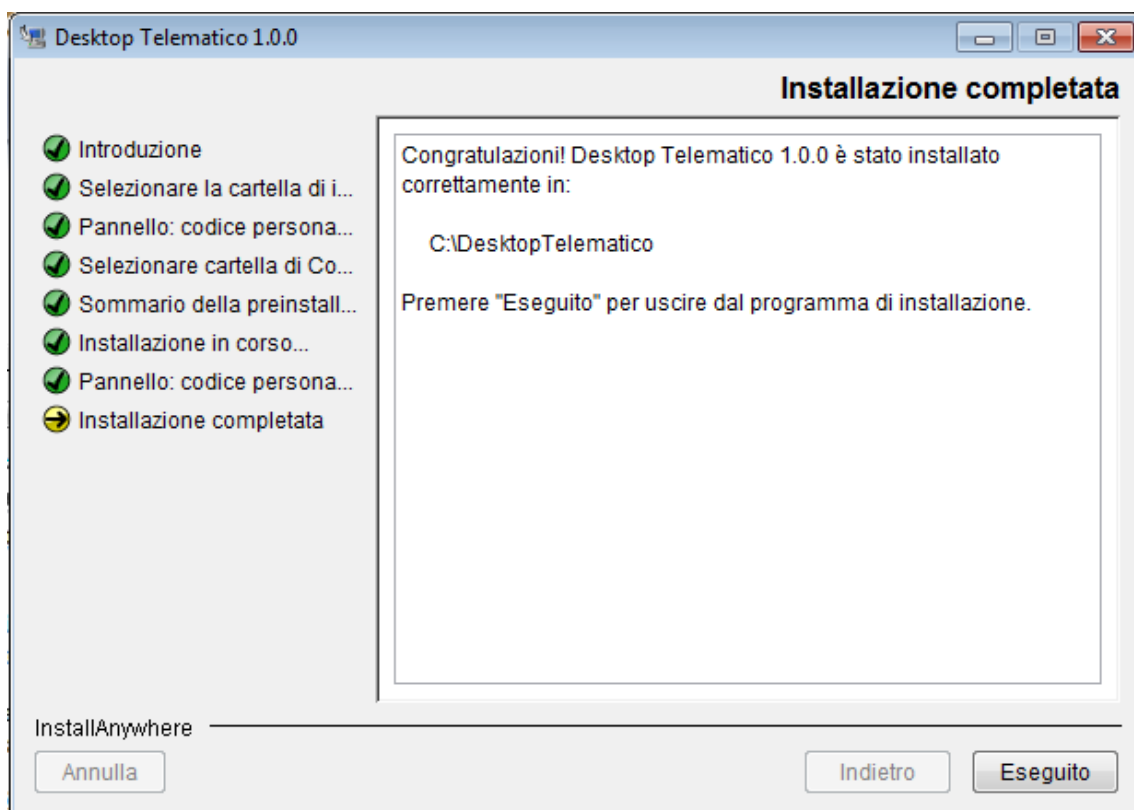 Desktop Telematico 1.0.0
Installazione completata
Introduzione
Selezionare la cartella di i...
Pannello: codice persona...
Selezionare cartella di Co...
Sommario della preinstall...
Installazione in corso...
Pannello: codice persona...
Installazione completata
Congratulazioni! Desktop Telematico 1.0.0 è stato installato
correttamente in:
C:\DesktopTelematico
Premere "Eseguito" per uscire dal programma di installazione.
InstallAnywhere
Annulla
Indietro
Eseguito